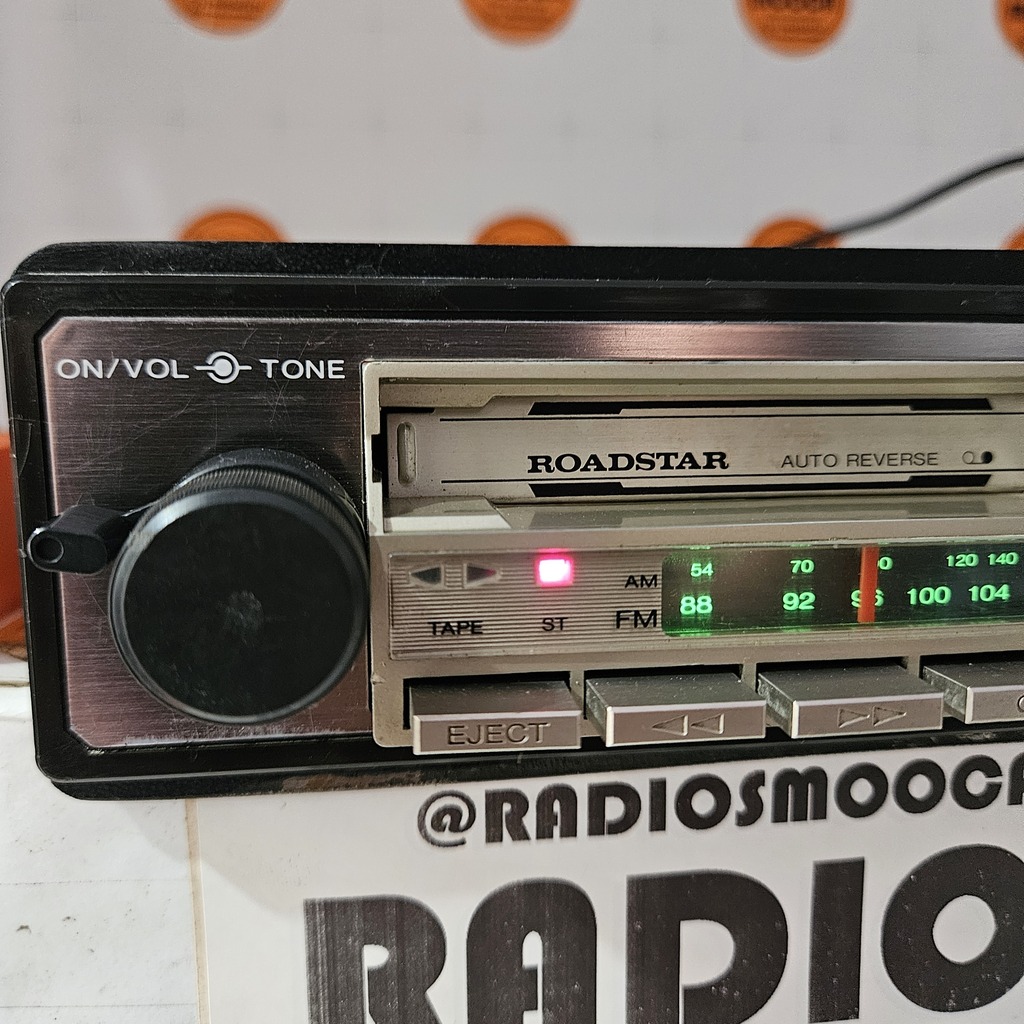 ON/VOL TONE
ROADSTAR AUTO REVERSE
AM 54 70 120 140
TAPE ST FM 88 92 96 100 104
EJECT
@RADIOSMOOCA
RADIO